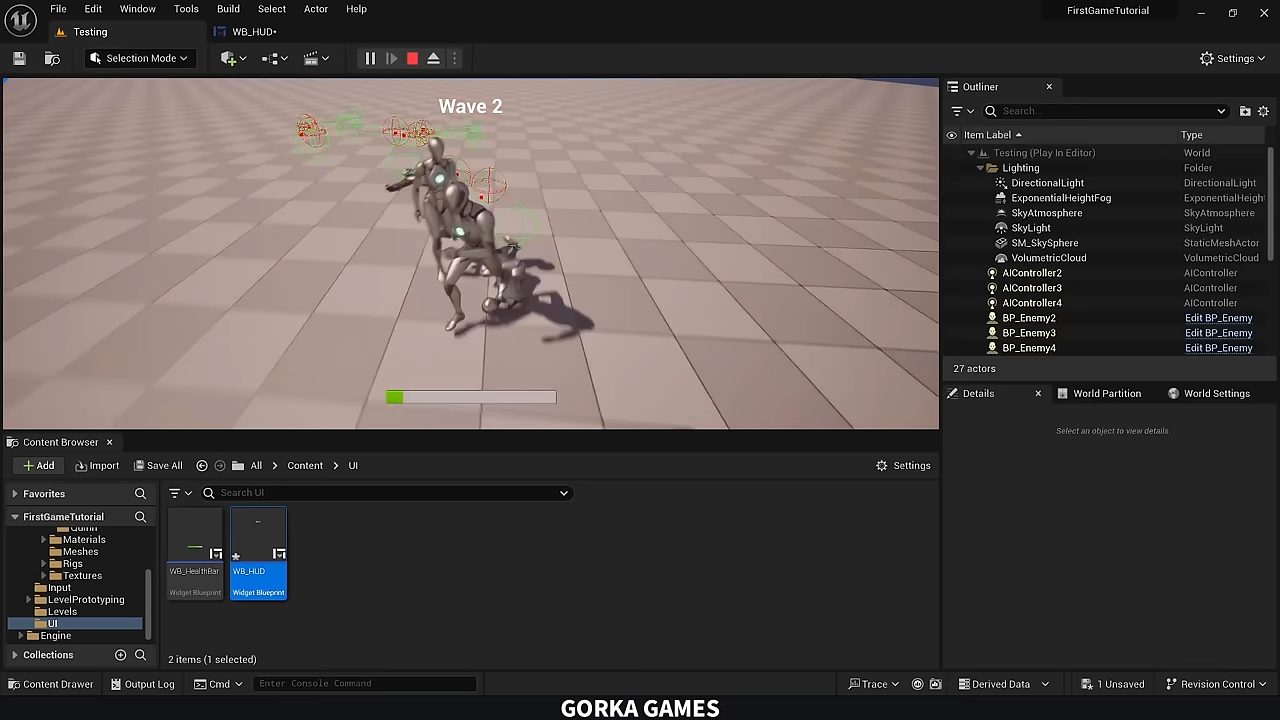 File Edit Window Tools Build Select Actor Help
FirstGameTutorial
Testing
WB_HUD•
Selection Mode
Settings
Wave 2
Outliner
Search...
Item Label
Type
Testing (Play In Editor) World
Lighting Folder
DirectionalLight DirectionalLight
ExponentialHeightFog ExponentialHeigh
SkyAtmosphere SkyAtmosphere
SkyLight SkyLight
SM_SkySphere StaticMeshActor
VolumetricCloud VolumetricCloud
AIController2 AIController
AIController3 AIController
AIController4 AIController
BP_Enemy2 Edit BP_Enemy
BP_Enemy3 Edit BP_Enemy
BP_Enemy4 Edit BP_Enemy
27 actors
Details
World Partition
World Settings
Select an object to view details.
Content Browser
Add
Import
Save All
All
Content
UI
Settings
Favorites
Search UI
FirstGameTutorial
Quinn
Materials
Meshes
Rigs
Textures
Input
LevelPrototyping
Levels
UI
Engine
WB_HealthBar
Widget Blueprint
WB_HUD
Widget Blueprint
Collections
2 items (1 selected)
Content Drawer
Output Log
Cmd
Enter Console Command
Trace
Derived Data
1 Unsaved
Revision Control
GORKA GAMES